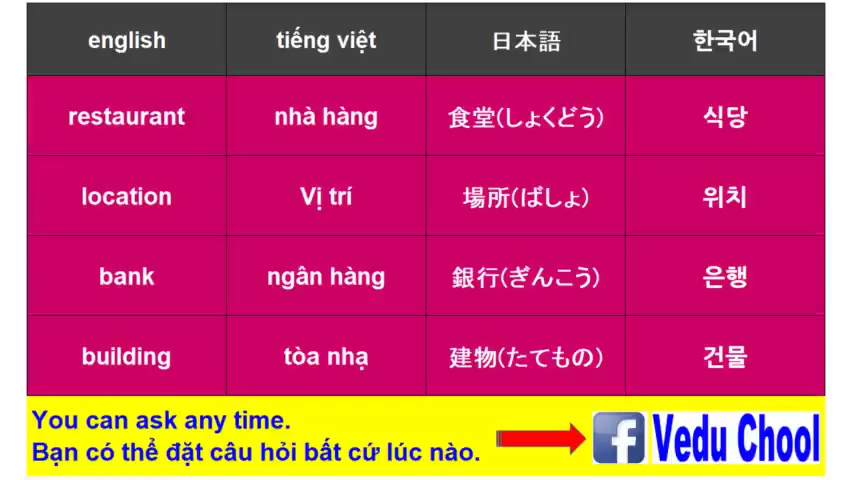 english tiếng việt 日本語 한국어
restaurant nhà hàng 食堂(しょくどう) 식당
location Vị trí 場所(ばしょ) 위치
bank ngân hàng 銀行(ぎんこう) 은행
building tòa nhạ 建物(たてもの) 건물
You can ask any time.
Bạn có thể đặt câu hỏi bất cứ lúc nào.
f Vedu Chool